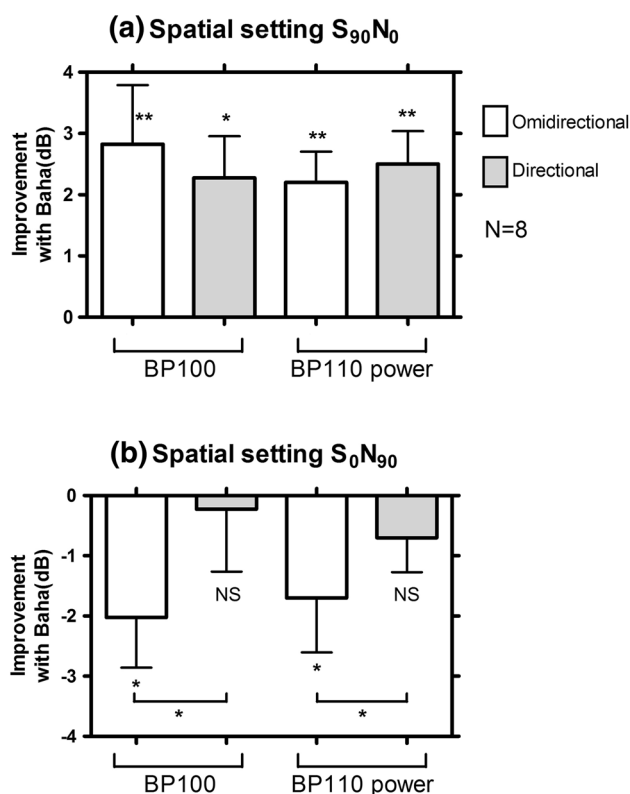 (a) Spatial setting S90N0
Improvement
with Baha(dB)
4
3
2
1
0
**
*
**
**
Omidirectional
Directional
N=8
BP100
BP110 power
(b) Spatial setting S0N90
Improvement
with Baha(dB)
0
-1
-2
-3
-4
NS
NS
*
*
*
*
BP100
BP110 power